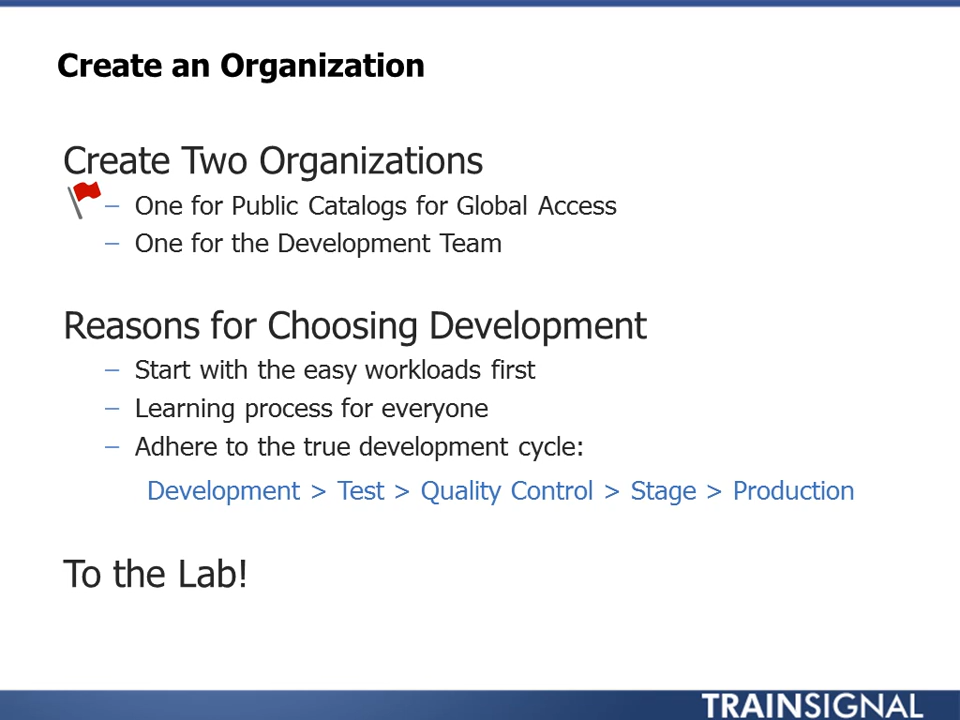 Create an Organization
Create Two Organizations
– One for Public Catalogs for Global Access
– One for the Development Team
Reasons for Choosing Development
– Start with the easy workloads first
– Learning process for everyone
– Adhere to the true development cycle:
Development > Test > Quality Control > Stage > Production
To the Lab!
TRAINSIGNAL